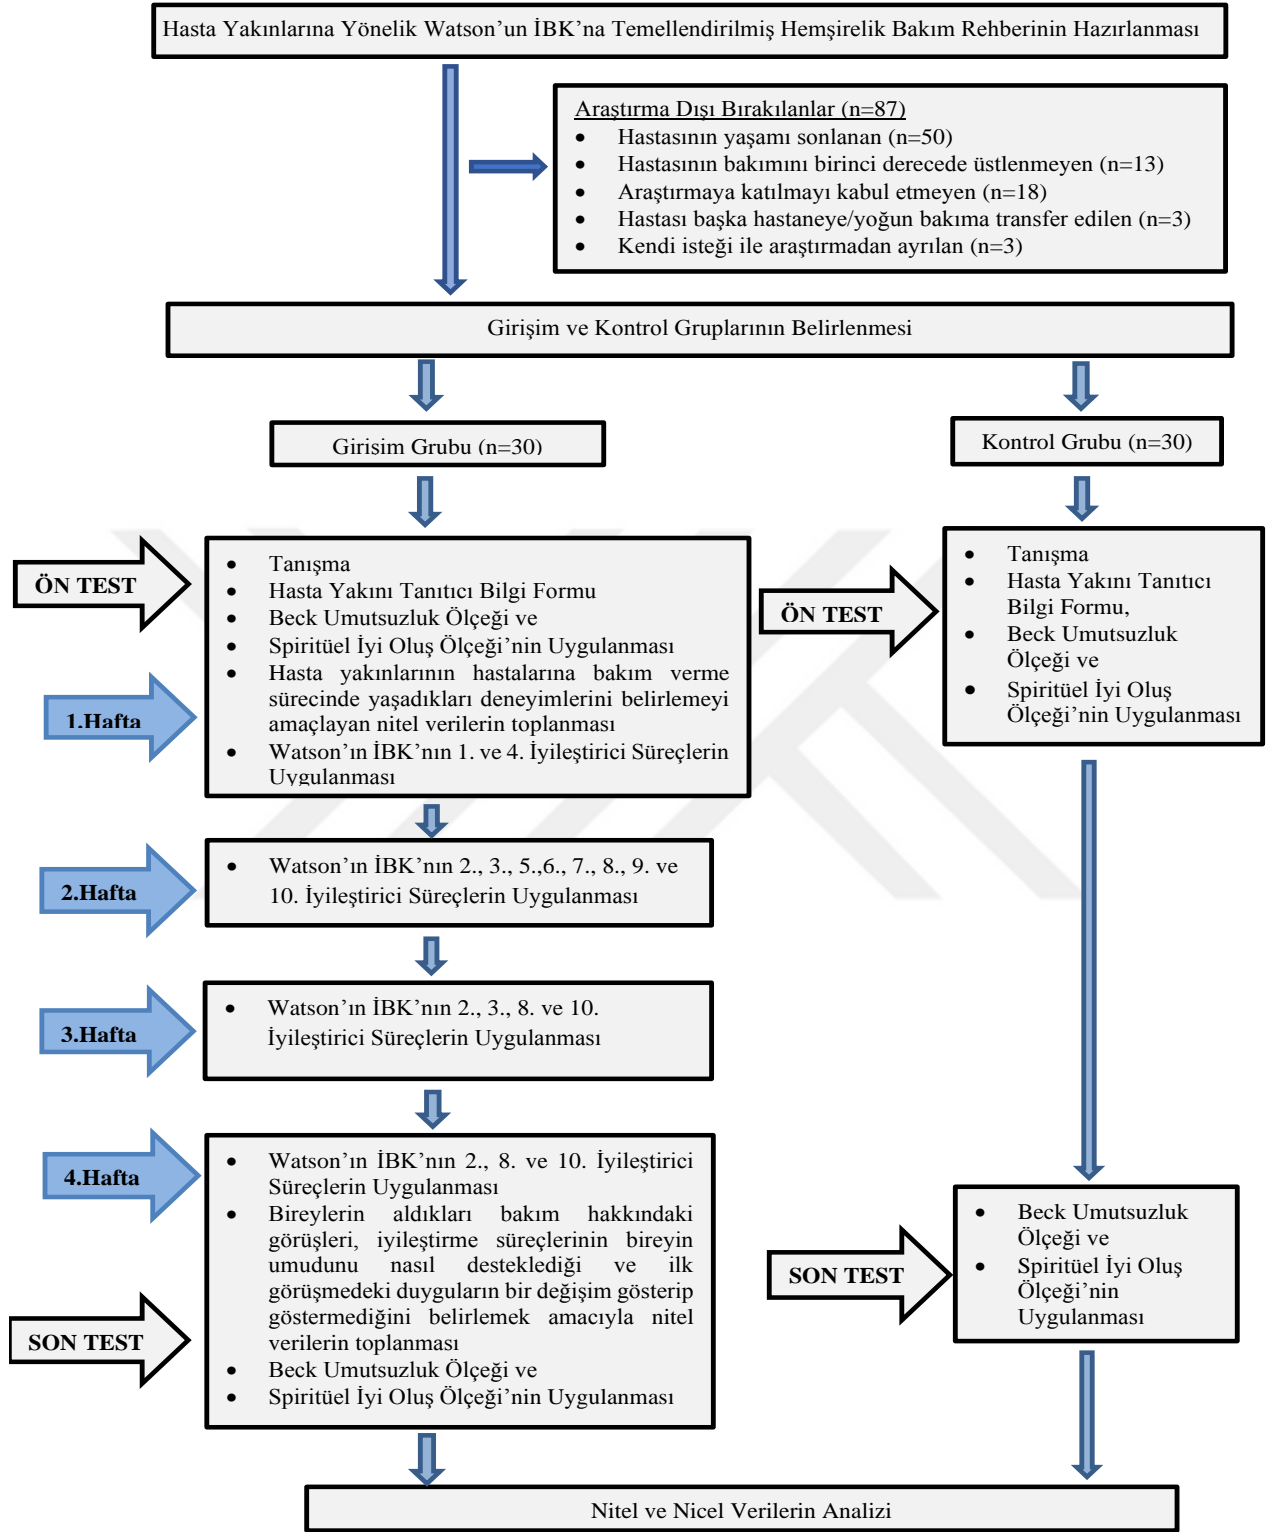 Hasta Yakınlarına Yönelik Watson’un İBK’na Temellendirilmiş Hemşirelik Bakım Rehberinin Hazırlanması
Araştırma Dışı Bırakılanlar (n=87)
• Hastasının yaşamı sonlanan (n=50)
• Hastasının bakımını birinci derecede üstlenmeyen (n=13)
• Araştırmaya katılmayı kabul etmeyen (n=18)
• Hastası başka hastaneye/yoğun bakıma transfer edilen (n=3)
• Kendi isteği ile araştırmadan ayrılan (n=3)
Girişim ve Kontrol Gruplarının Belirlenmesi
Girisim Grubu (n=30)
Kontrol Grubu (n=30)
ÖN TEST
1.Hafta
• Tanışma
• Hasta Yakını Tanıtıcı Bilgi Formu
• Beck Umutsuzluk Ölçeği ve
• Spiritüel İyi Oluş Ölçeği’nin Uygulanması
• Hasta yakınlarının hastalarına bakım verme
sürecinde yaşadıkları deneyimlerini belirlemeyi
amaçlayan nitel verilerin toplanması
• Watson’ın İBK’nın 1. ve 4. İyileştirici Süreçlerin
Uygulanması
ÖN TEST
• Tanışma
• Hasta Yakını Tanıtıcı
Bilgi Formu,
• Beck Umutsuzluk
Ölçeği ve
• Spiritüel İyi Oluş
Ölçeği’nin Uygulanması
2.Hafta
• Watson’ın İBK’nın 2., 3., 5.,6., 7., 8., 9. ve
10. İyileştirici Süreçlerin Uygulanması
3.Hafta
• Watson’ın İBK’nın 2., 3., 8. ve 10.
İyileştirici Süreçlerin Uygulanması
4.Hafta
SON TEST
• Watson’ın İBK’nın 2., 8. ve 10. İyileştirici
Süreçlerin Uygulanması
• Bireylerin aldıkları bakım hakkındaki
görüşleri, iyileştirme süreçlerinin bireyin
umudunu nasıl desteklediği ve ilk
görüşmedeki duyguların bir değişim gösterip
göstermediğini belirlemek amacıyla nitel
verilerin toplanması
• Beck Umutsuzluk Ölçeği ve
• Spiritüel İyi Oluş Ölçeği’nin Uygulanması
SON TEST
• Beck Umutsuzluk
Ölçeği ve
• Spiritüel İyi Oluş
Ölçeği’nin
Uygulanması
Nitel ve Nicel Verilerin Analizi